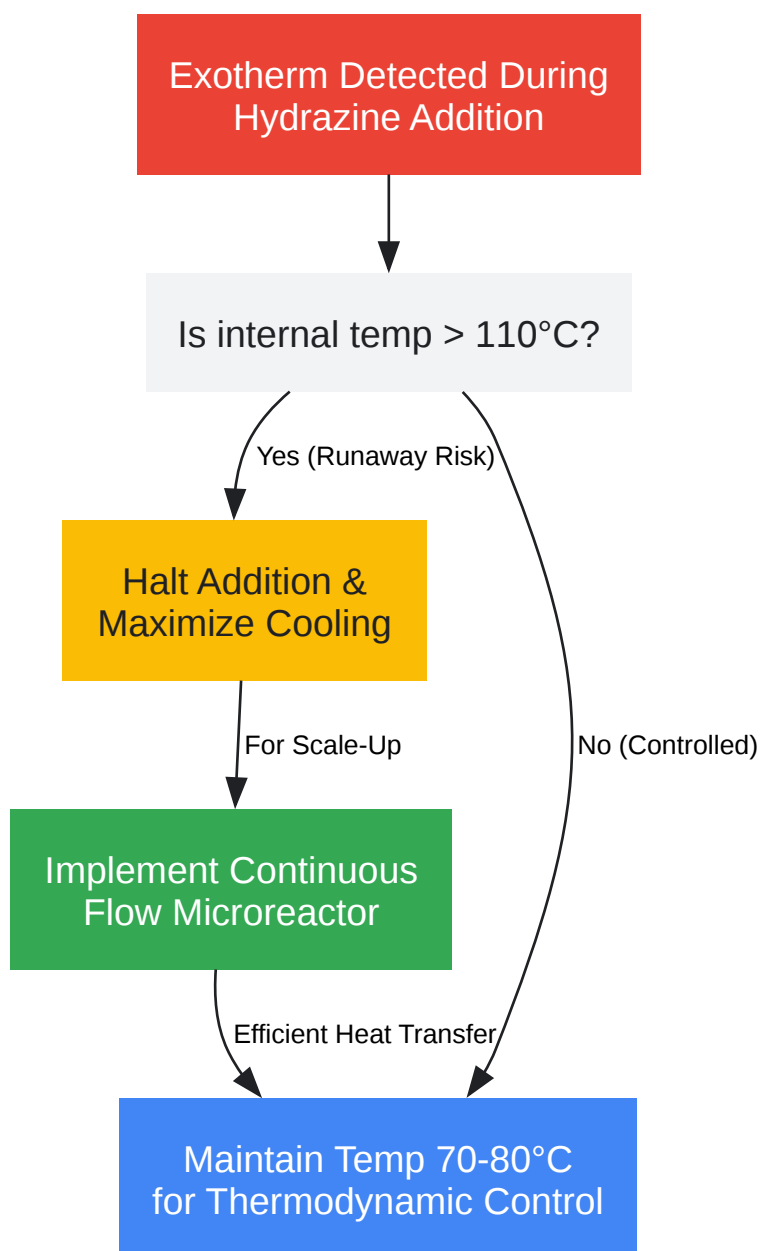 Exotherm Detected During
Hydrazine Addition
Is internal temp > 110°C?
Yes (Runaway Risk)
Halt Addition &
Maximize Cooling
For Scale-Up
No (Controlled)
Implement Continuous
Flow Microreactor
Efficient Heat Transfer
Maintain Temp 70-80°C
for Thermodynamic Control